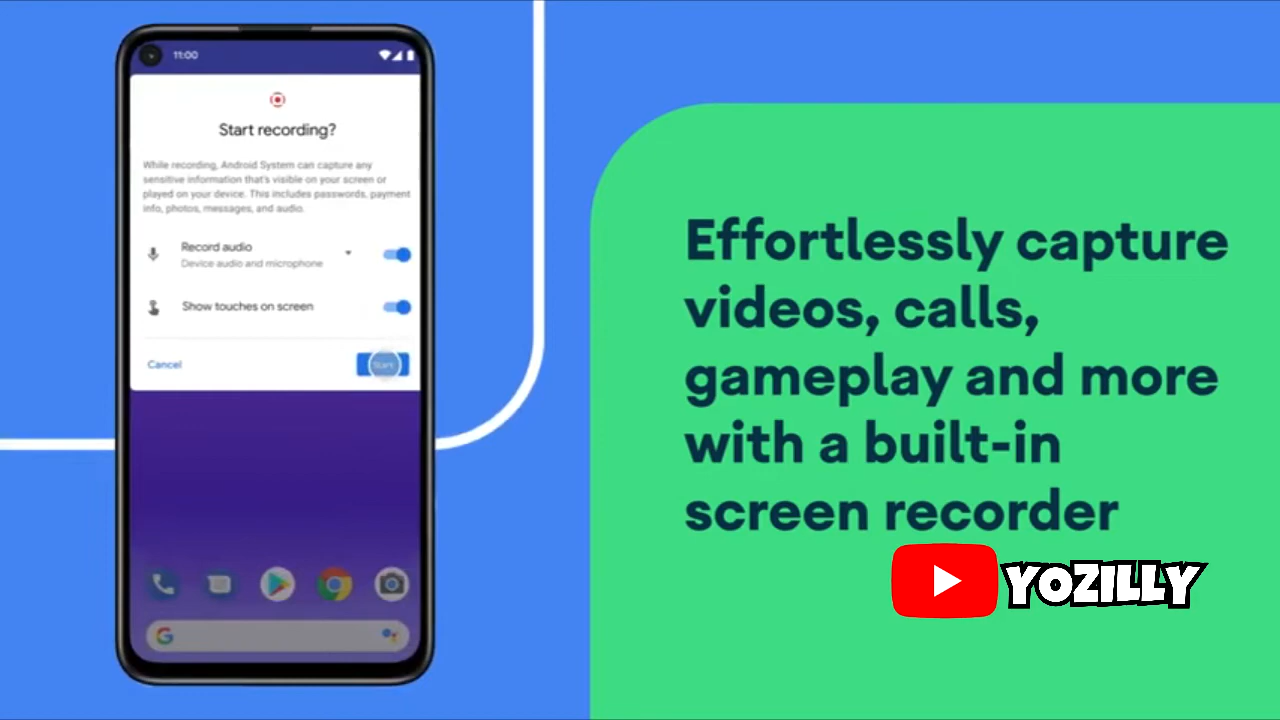 11:00
Start recording?
While recording, Android System can capture any
sensitive information that's visible on your screen or
played on your device. This includes passwords, payment
info, photos, messages, and audio.
Record audio
Device audio and microphone
Show touches on screen
Cancel
Start
Effortlessly capture
videos, calls,
gameplay and more
with a built-in
screen recorder
YOZILLY